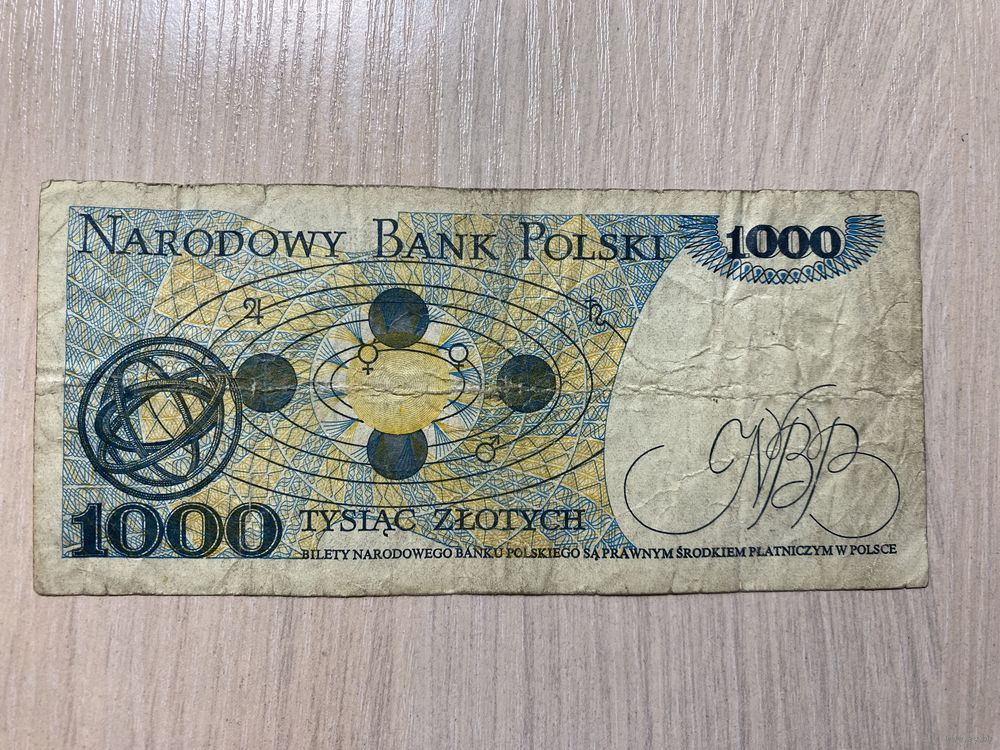 NARODOWY BANK POLSKI 1000
♃ ♄
♀ ☿
♂
NBP
1000 TYSIĄC ZŁOTYCH
BILETY NARODOWEGO BANKU POLSKIEGO SĄ PRAWNYM ŚRODKIEM PŁATNICZYM W POLSCE